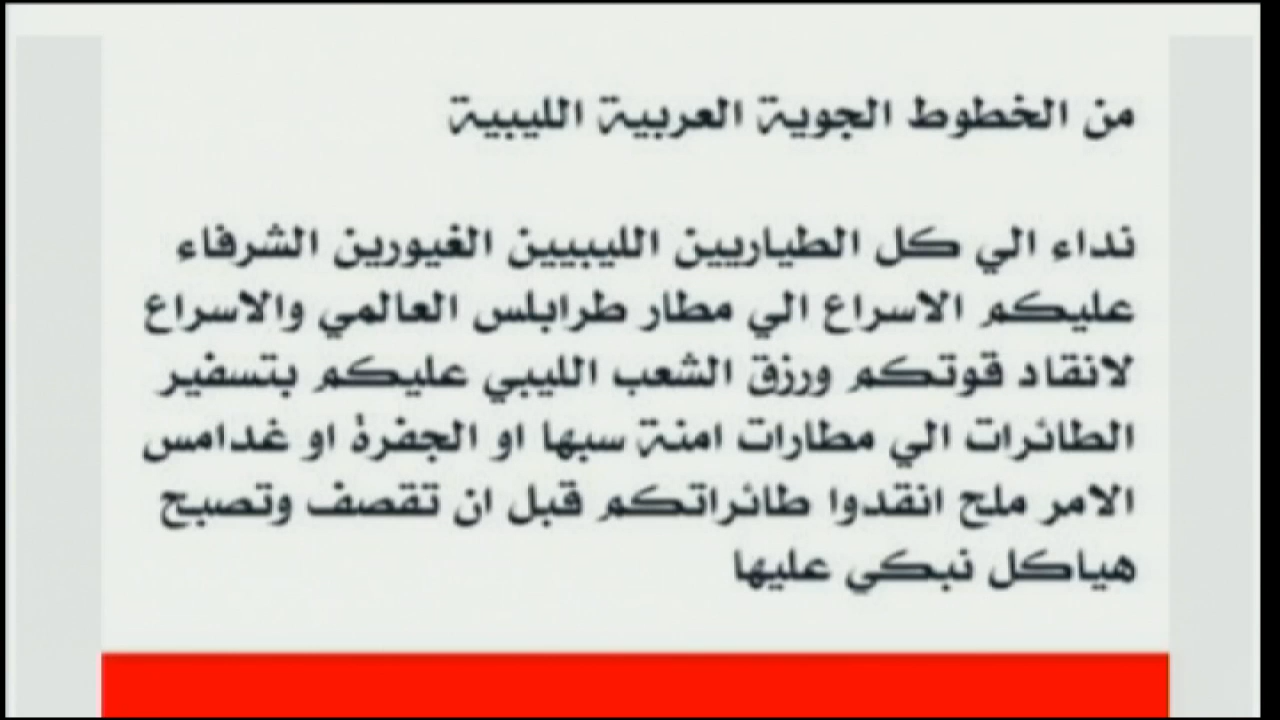 من الخطوط الجوية العربية الليبية
نداء الي كل الطياريين الليبيين الغيورين الشرفاء
عليكم الاسراع الي مطار طرابلس العالمي والاسراع
لانقاد قوتكم ورزق الشعب الليبي عليكم بتسفير
الطائرات الي مطارات امنة سبها او الجفرة او غدامس
الامر ملح انقدوا طائراتكم قبل ان تقصف وتصبح
هياكل نبكي عليها